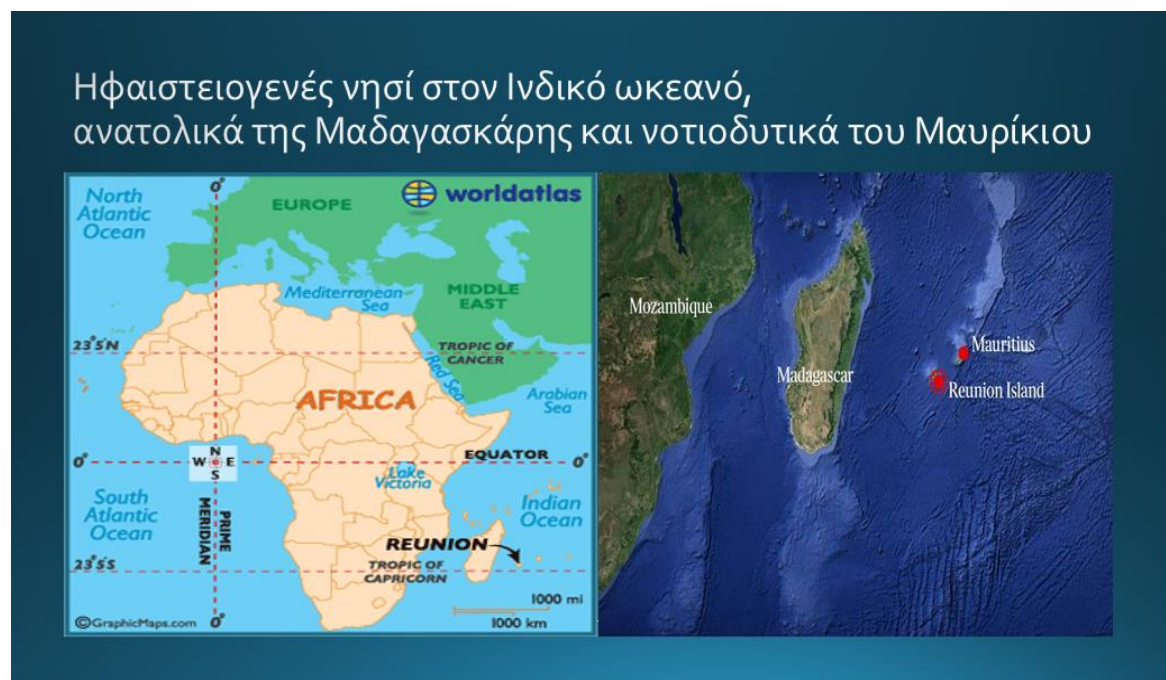 Ηφαιστειογενές νησί στον Ινδικό ωκεανό,
ανατολικά της Μαδαγασκάρης και νοτιοδυτικά του Μαυρίκιου
North
Atlantic
Ocean
0°
EUROPE
worldatlas
Mediterranean
Sea
MIDDLE
EAST
23°5'N
TROPIC OF
CANCER
Red Sea
Arabian
Sea
AFRICA
N
W E
S
0°
EQUATOR
0°
Lake
Victoria
South
Atlantic
Ocean
PRIME
MERIDIAN
Indian
Ocean
REUNION
23°5'S
TROPIC OF
CAPRICORN
1000 mi
1000 km
©GraphicMaps.com
0°
Mozambique
Madagascar
Mauritius
Reunion Island